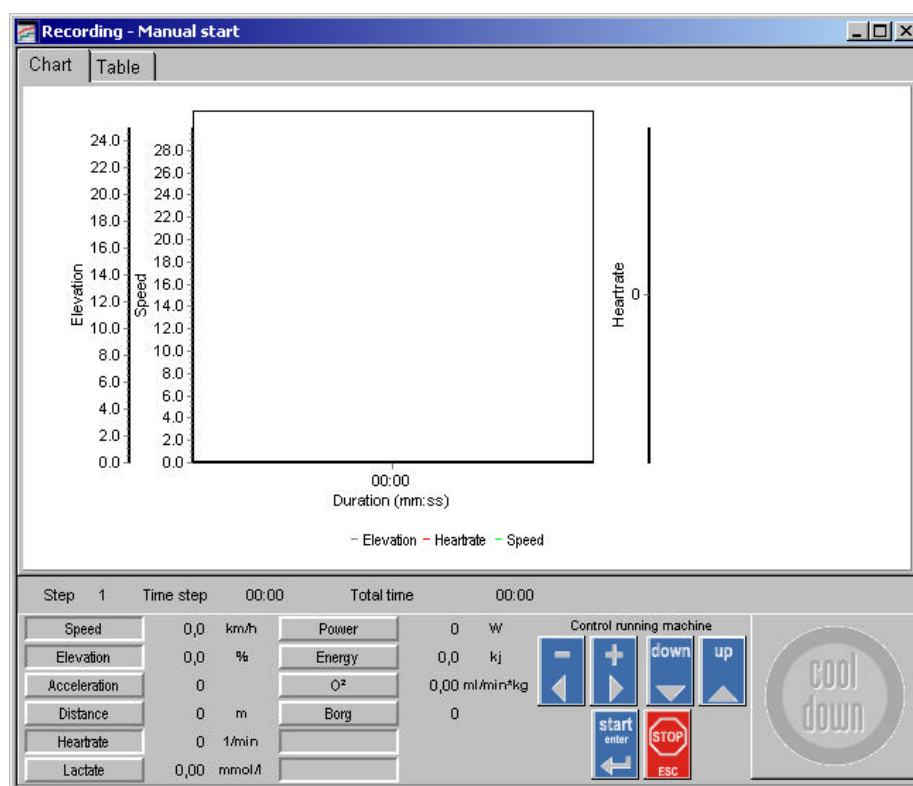 Recording - Manual start
Chart Table
24.0
22.0
20.0
18.0
16.0
14.0
12.0
10.0
8.0
6.0
4.0
2.0
0.0
Elevation
28.0
26.0
24.0
22.0
20.0
18.0
16.0
14.0
12.0
10.0
8.0
6.0
4.0
2.0
0.0
Speed
Heartrate
0
00:00
Duration (mm:ss)
Elevation Heartrate Speed
Step 1 Time step 00:00 Total time 00:00
Speed 0,0 km/h Power 0 W
Elevation 0,0 % Energy 0,0 kj
Acceleration 0 O² 0,00 ml/min*kg
Distance 0 m Borg 0
Heartrate 0 1/min
Lactate 0,00 mmol/l
Control running machine
- + down up
start
enter
STOP
ESC
cool
down